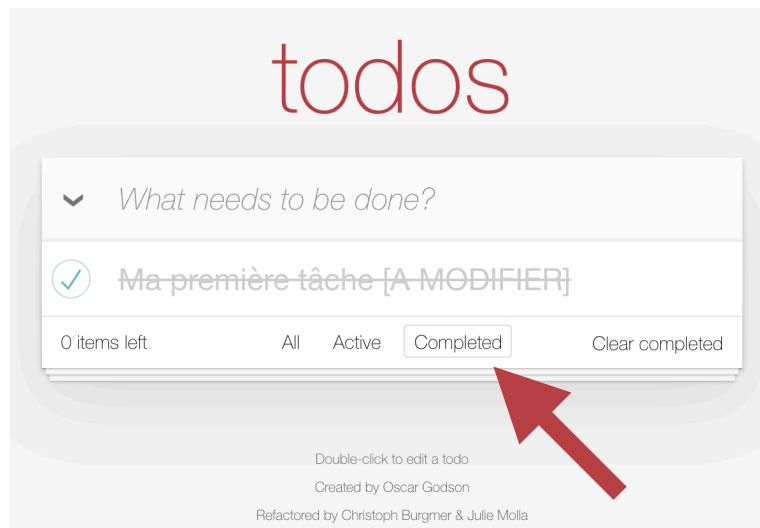 todos
What needs to be done?
Ma première tâche [A MODIFIER]
0 items left All Active Completed Clear completed
Double-click to edit a todo
Created by Oscar Godson
Refactored by Christoph Burgmer & Julie Molla